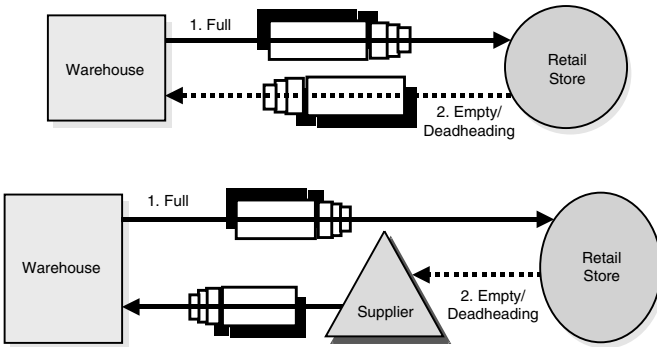 1. Full
Warehouse
Retail
Store
2. Empty/
Deadheading
1. Full
Warehouse
Retail
Store
2. Empty/
Deadheading
Supplier